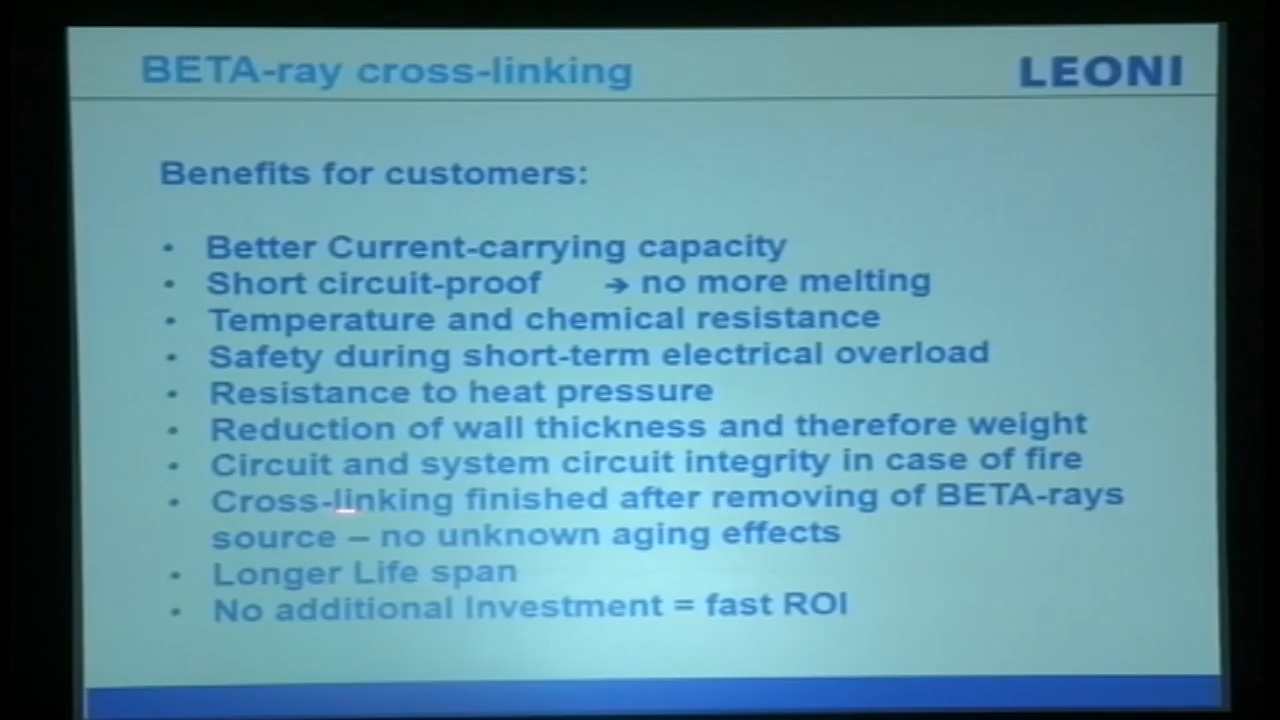 BETA-ray cross-linking
LEONI
Benefits for customers:
• Better Current-carrying capacity
• Short circuit-proof → no more melting
• Temperature and chemical resistance
• Safety during short-term electrical overload
• Resistance to heat pressure
• Reduction of wall thickness and therefore weight
• Circuit and system circuit integrity in case of fire
• Cross-linking finished after removing of BETA-rays
source – no unknown aging effects
• Longer Life span
• No additional Investment = fast ROI